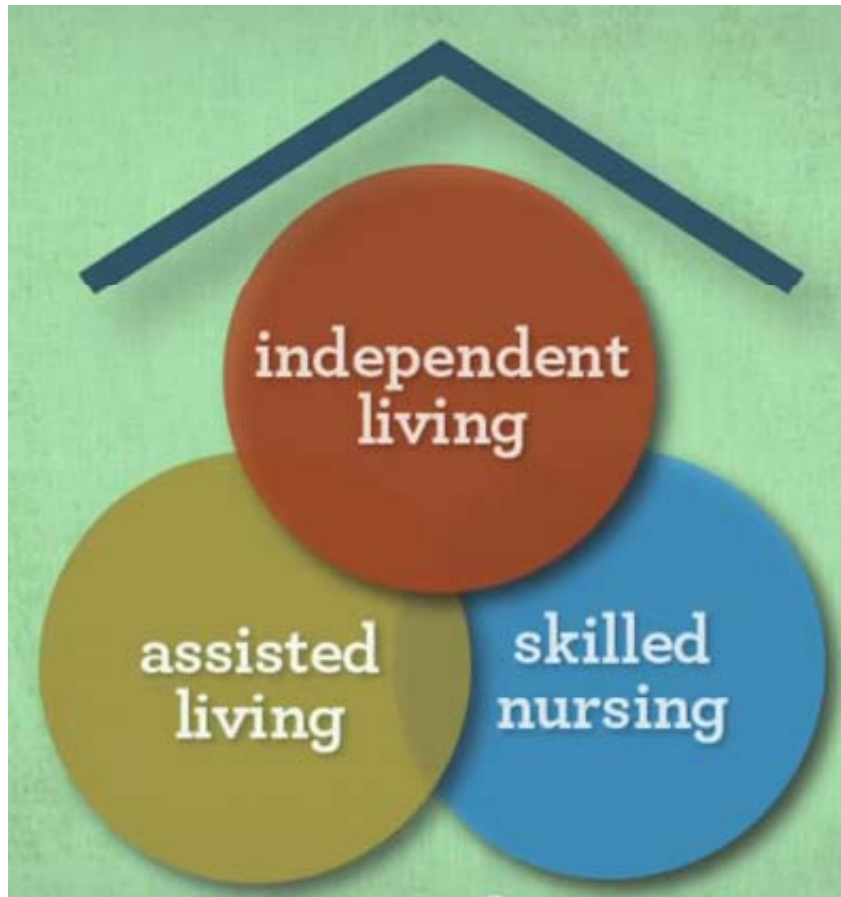 independent
living
assisted
living
skilled
nursing